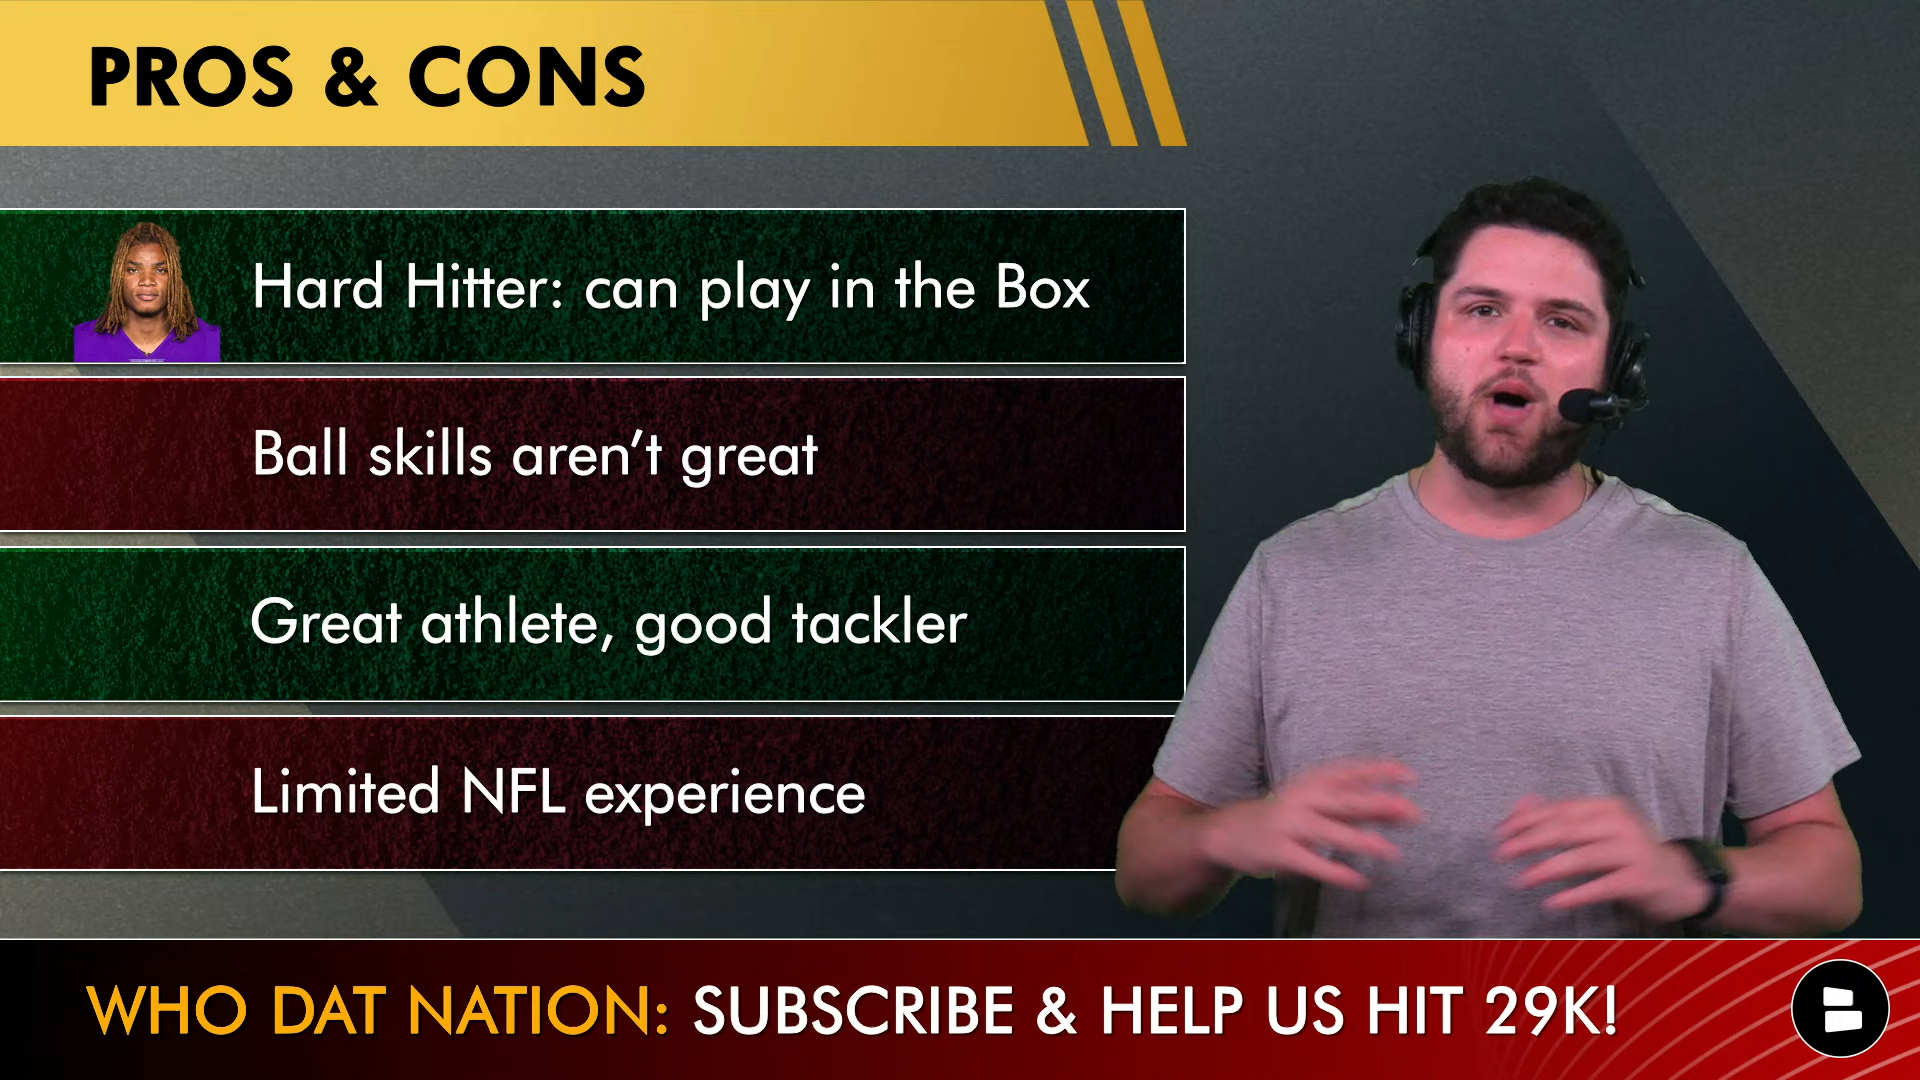 PROS & CONS
Hard Hitter: can play in the Box
Ball skills aren’t great
Great athlete, good tackler
Limited NFL experience
WHO DAT NATION: SUBSCRIBE & HELP US HIT 29K!